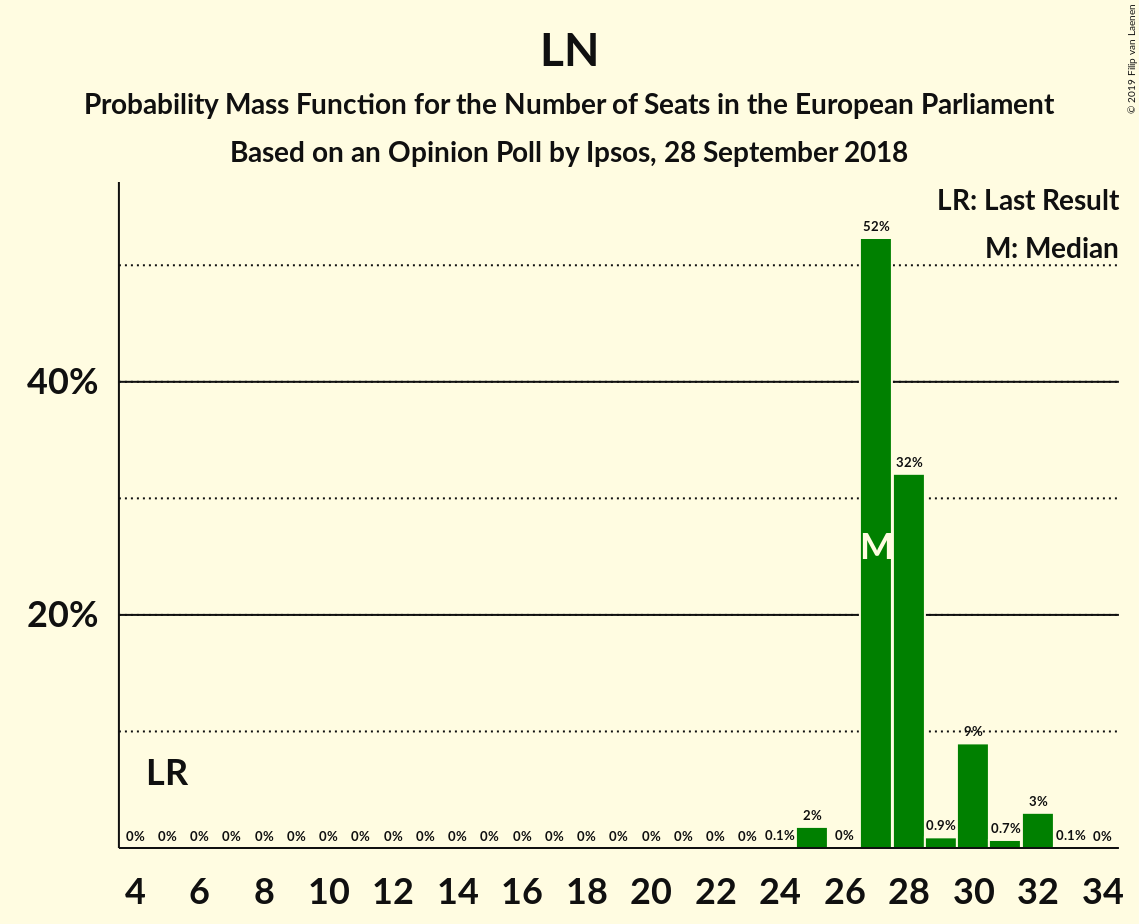 LN
Probability Mass Function for the Number of Seats in the European Parliament
Based on an Opinion Poll by Ipsos, 28 September 2018
© 2019 Filip van Laenen
LR: Last Result
M: Median
52%
40%
32%
M
20%
9%
LR
3%
2%
0.9%
0.7%
0% 0% 0% 0% 0% 0% 0% 0% 0% 0% 0% 0% 0% 0% 0% 0% 0% 0% 0% 0% 0.1% 0% 0.1% 0%
4 6 8 10 12 14 16 18 20 22 24 26 28 30 32 34